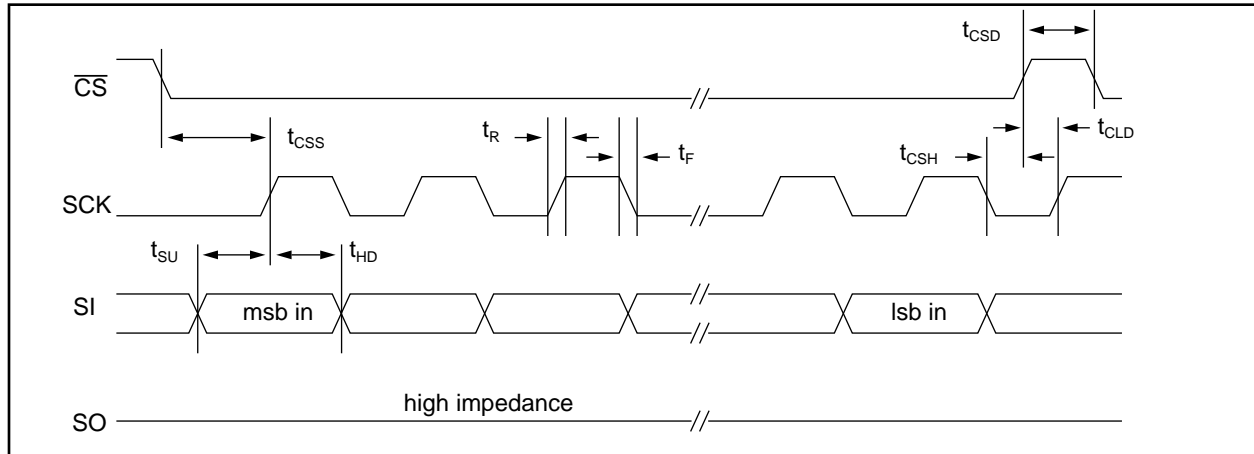 tCSD
CS
tCSS
tR
tF
tCSH
tCLD
SCK
tSU
tHD
SI
msb in
lsb in
high impedance
SO